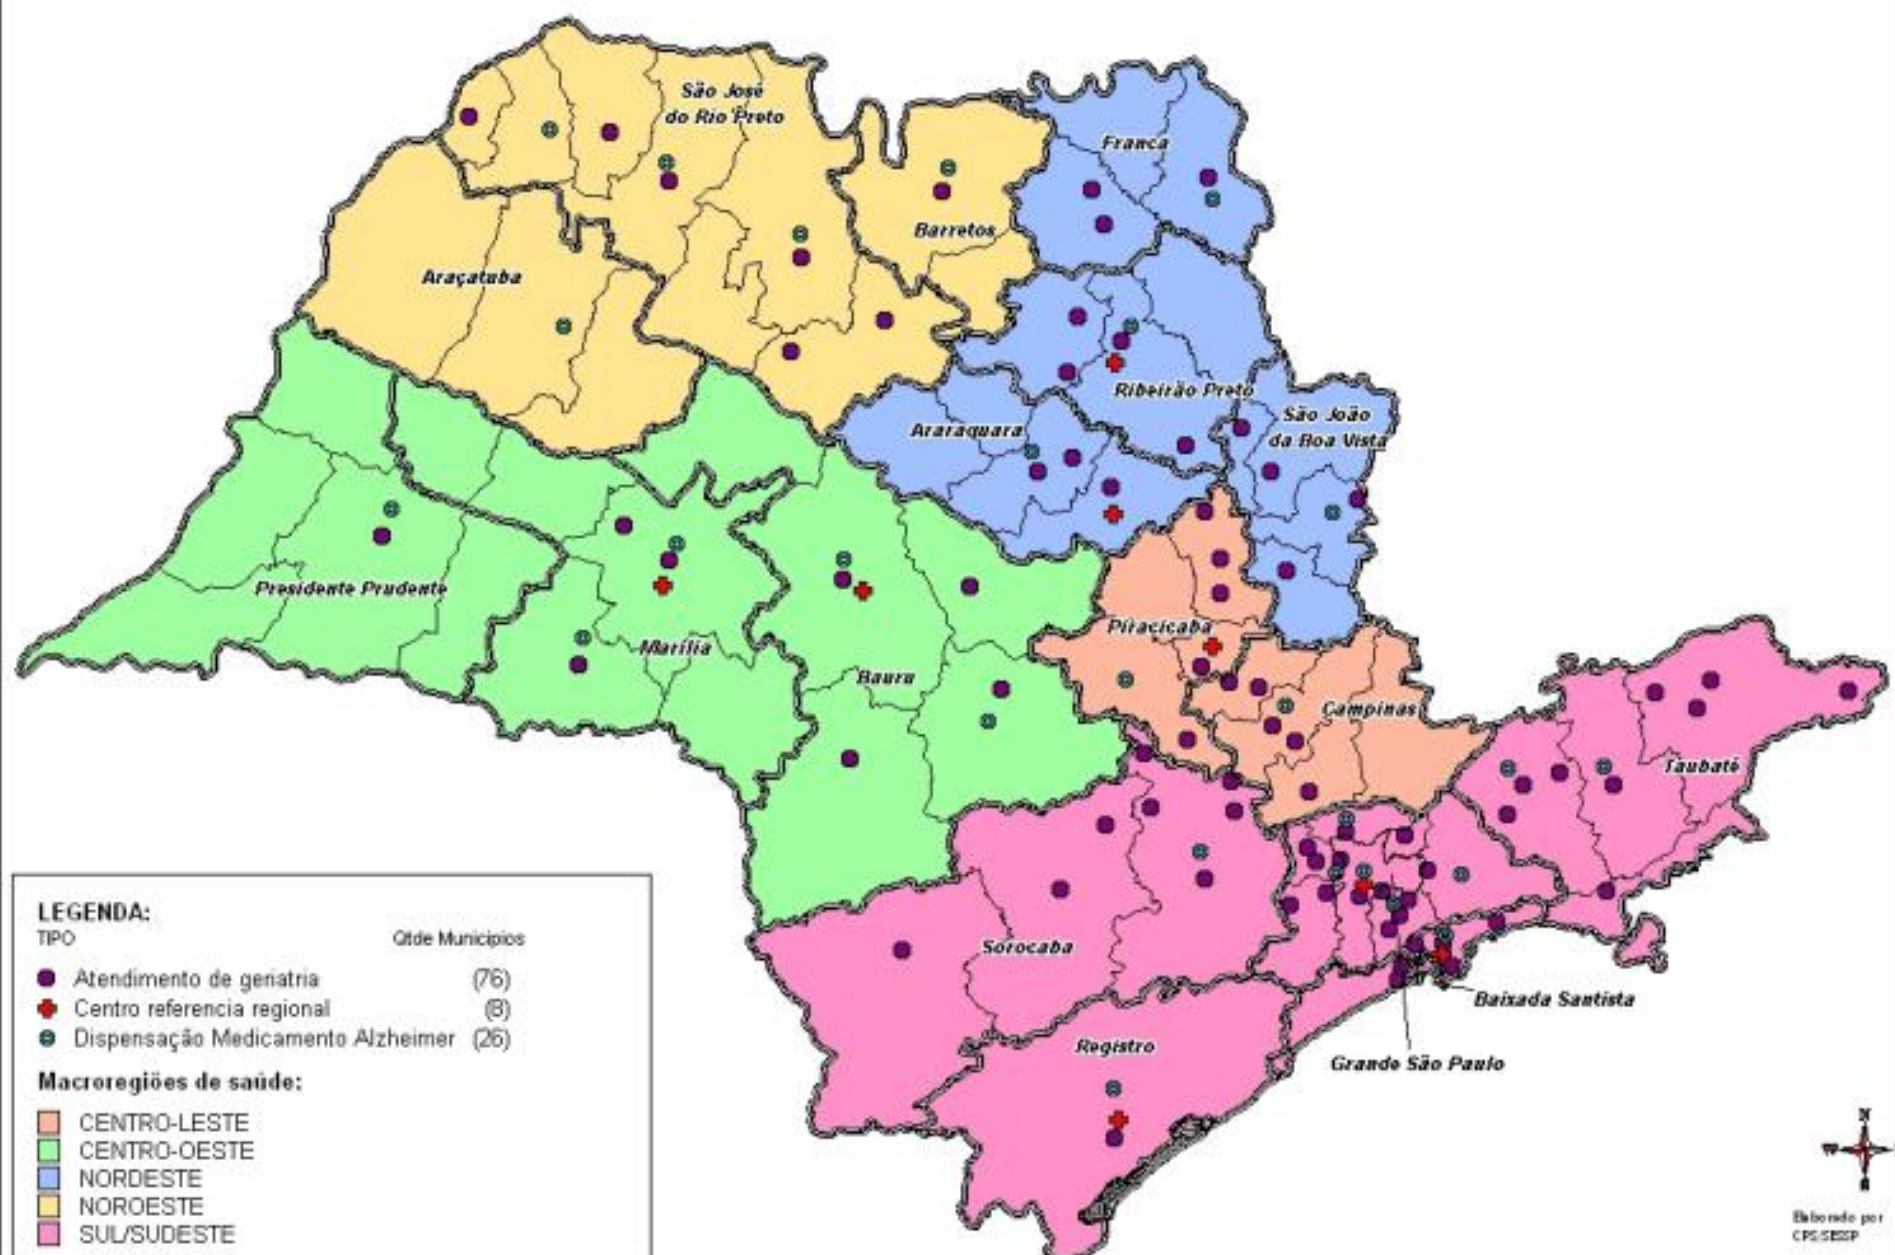 São José
do Rio Preto
Franca
Barretos
Araçatuba
Ribeirão Preto
São João
da Boa Vista
Araraquara
Presidente Prudente
Piracicaba
Marília
Bauru
Campinas
Taubaté
Sorocaba
Baixada Santista
Registro
Grande São Paulo
LEGENDA:
TIPO Qtde Municipios
Atendimento de geriatria (76)
Centro referencia regional (8)
Dispensação Medicamento Alzheimer (26)
Macroregiões de saúde:
CENTRO-LESTE
CENTRO-OESTE
NORDESTE
NOROESTE
SUL/SUDESTE
N
Elaborado por
CPS/SESSP